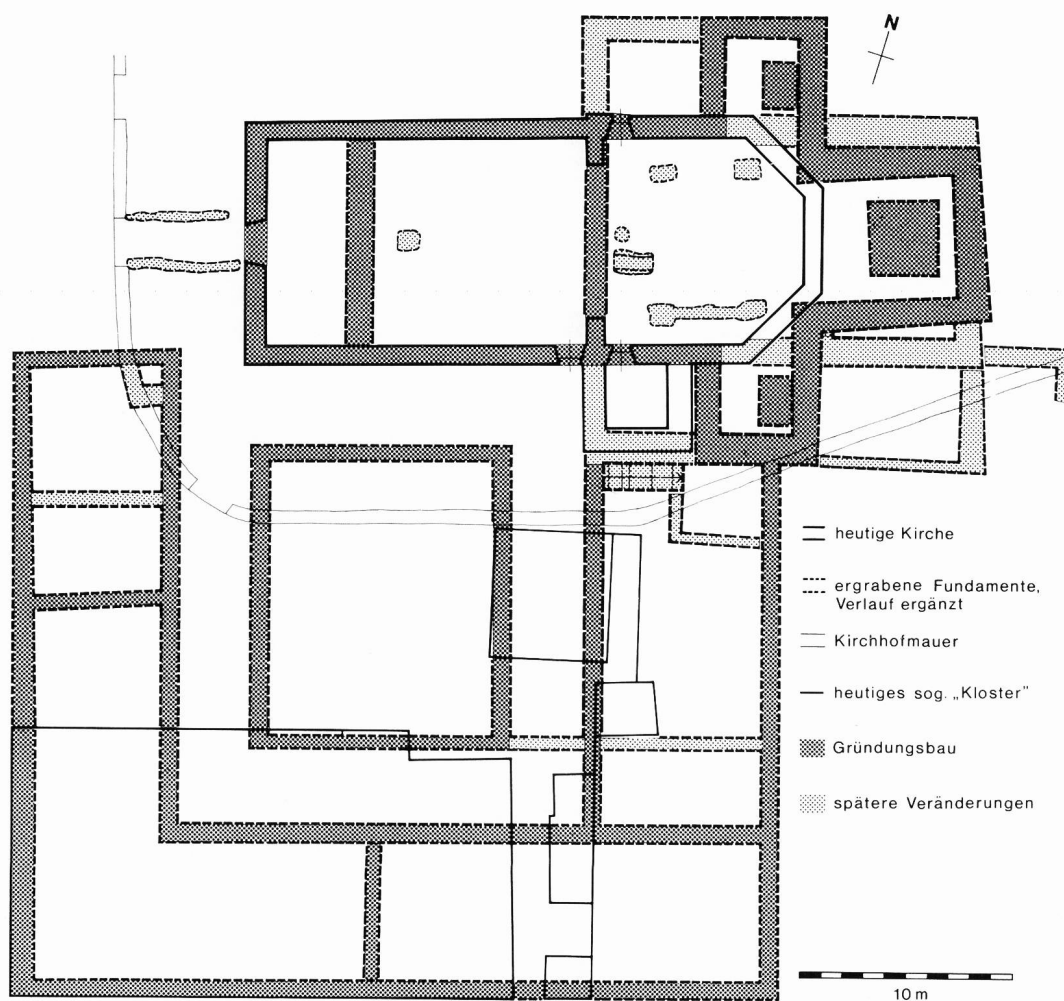 N
heutige Kirche
ergrabene Fundamente,
Verlauf ergänzt
Kirchhofmauer
heutiges sog. „Kloster"
Gründungsbau
spätere Veränderungen
10 m